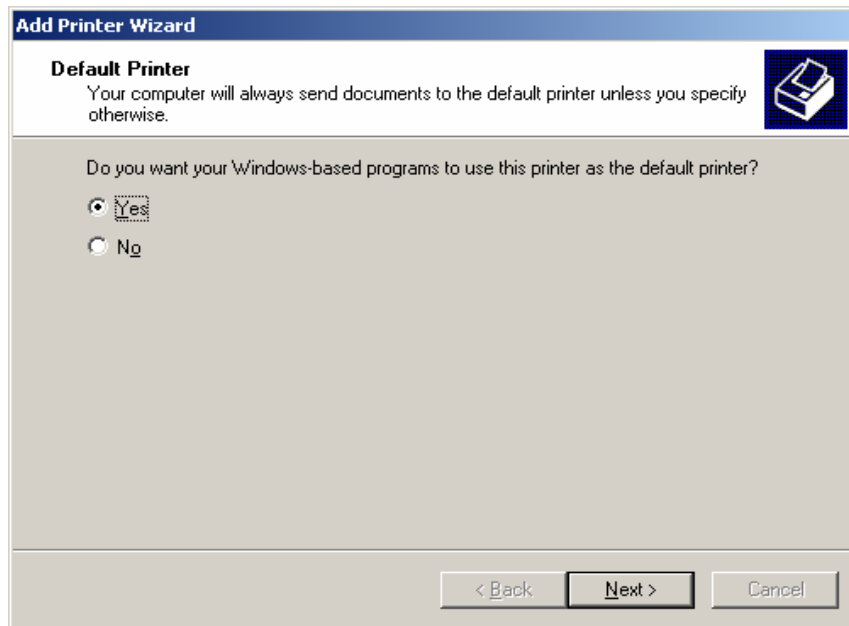 Add Printer Wizard
Default Printer
Your computer will always send documents to the default printer unless you specify
otherwise.
Do you want your Windows-based programs to use this printer as the default printer?
Yes
No
< Back
Next >
Cancel